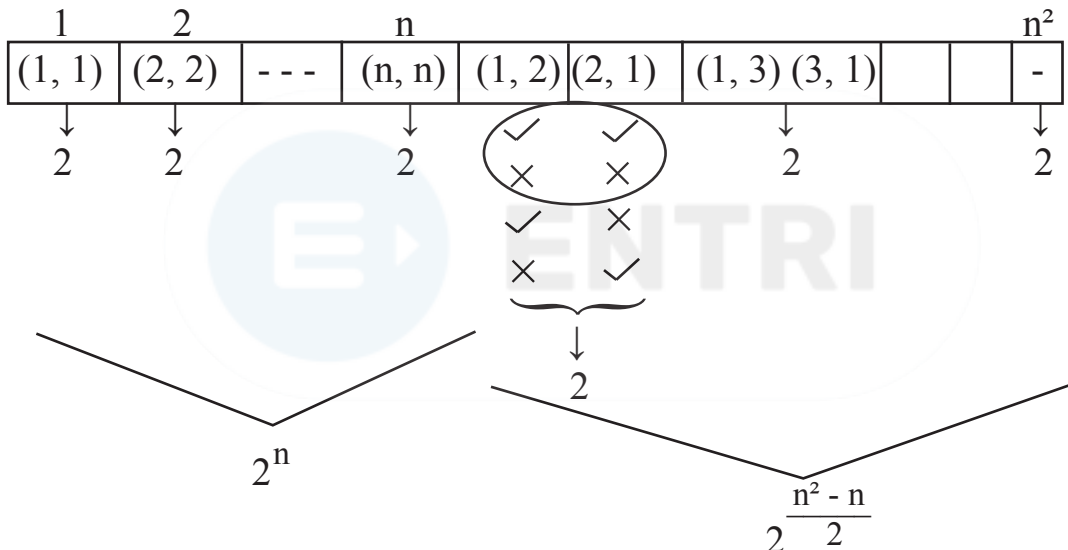 1 2 n n²
(1, 1) (2, 2) - - - (n, n) (1, 2) (2, 1) (1, 3) (3, 1) -
↓ ↓ ↓ ✓ ✓ ↓ ↓
2 2 2 × × 2 2
✓ ×
× ✓
↓
2
2^n
2^((n² - n)/2)
ENTRI